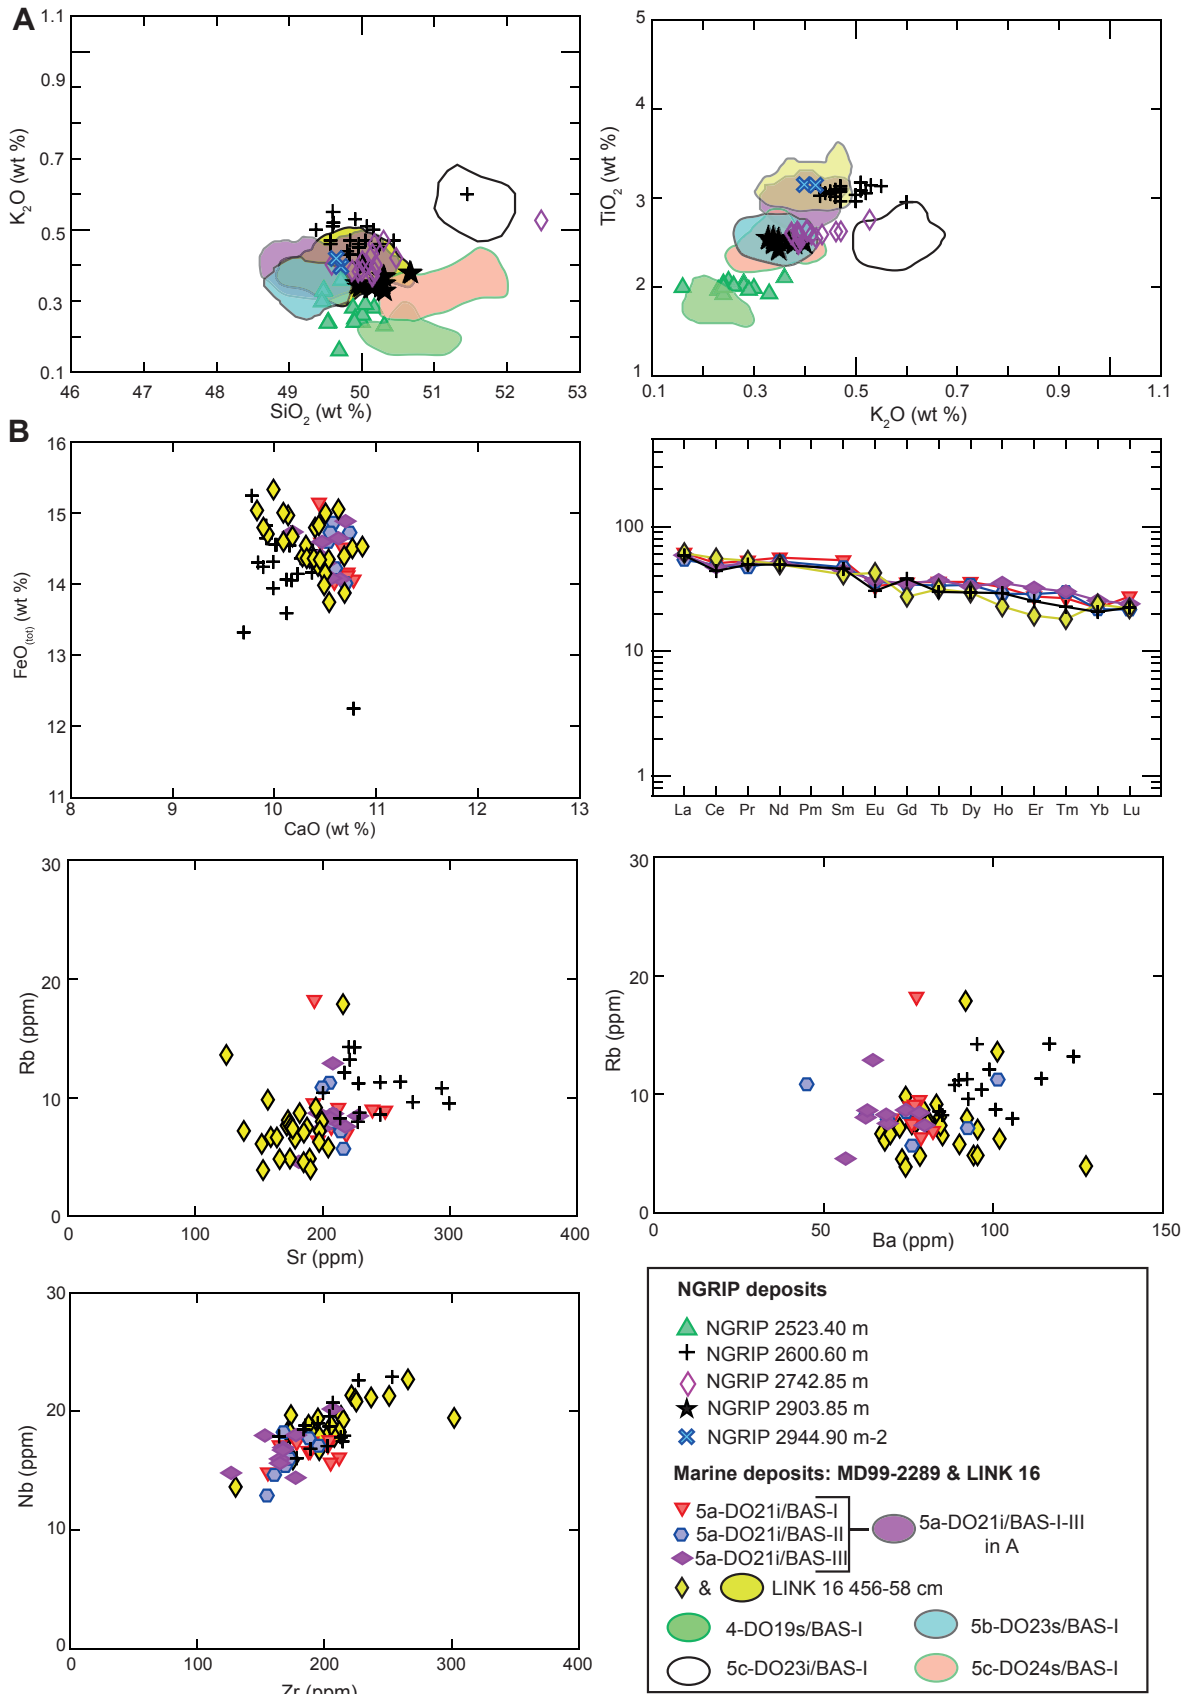 A
1.1
0.9
0.7
0.5
0.3
0.1
K2O (wt %)
46 47 48 49 50 51 52 53
SiO2 (wt %)
5
4
3
2
1
TiO2 (wt %)
0.1 0.3 0.5 0.7 0.9 1.1
K2O (wt %)
B
16
15
14
13
12
11
FeO(tot) (wt %)
8 9 10 11 12 13
CaO (wt %)
100
10
1
La Ce Pr Nd Pm Sm Eu Gd Tb Dy Ho Er Tm Yb Lu
30
20
10
0
Rb (ppm)
0 100 200 300 400
Sr (ppm)
30
20
10
0
Rb (ppm)
0 50 100 150
Ba (ppm)
30
20
10
0
Nb (ppm)
0 100 200 300 400
Zr (ppm)
NGRIP deposits
NGRIP 2523.40 m
NGRIP 2600.60 m
NGRIP 2742.85 m
NGRIP 2903.85 m
NGRIP 2944.90 m-2
Marine deposits: MD99-2289 & LINK 16
5a-DO21i/BAS-I
5a-DO21i/BAS-II
5a-DO21i/BAS-III
5a-DO21i/BAS-I-III
in A
& LINK 16 456-58 cm
4-DO19s/BAS-I
5b-DO23s/BAS-I
5c-DO23i/BAS-I
5c-DO24s/BAS-I